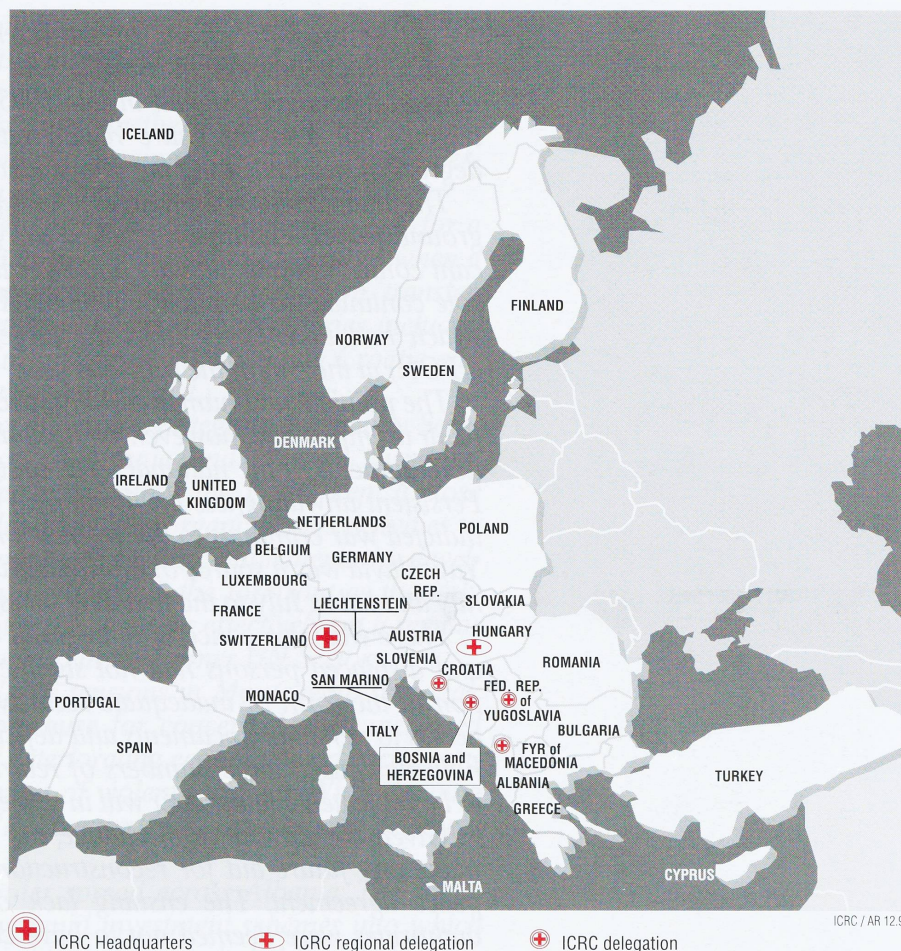 ICELAND
FINLAND
NORWAY
SWEDEN
DENMARK
IRELAND
UNITED
KINGDOM
NETHERLANDS
POLAND
BELGIUM
GERMANY
CZECH
REP.
LUXEMBOURG
LIECHTENSTEIN
SLOVAKIA
FRANCE
SWITZERLAND
AUSTRIA
HUNGARY
SLOVENIA
CROATIA
ROMANIA
SAN MARINO
FED. REP.
of
YUGOSLAVIA
MONACO
PORTUGAL
ITALY
BULGARIA
SPAIN
BOSNIA and
HERZEGOVINA
FYR of
MACEDONIA
ALBANIA
TURKEY
GREECE
CYPRUS
MALTA
ICRC / AR 12.9
ICRC Headquarters
ICRC regional delegation
ICRC delegation